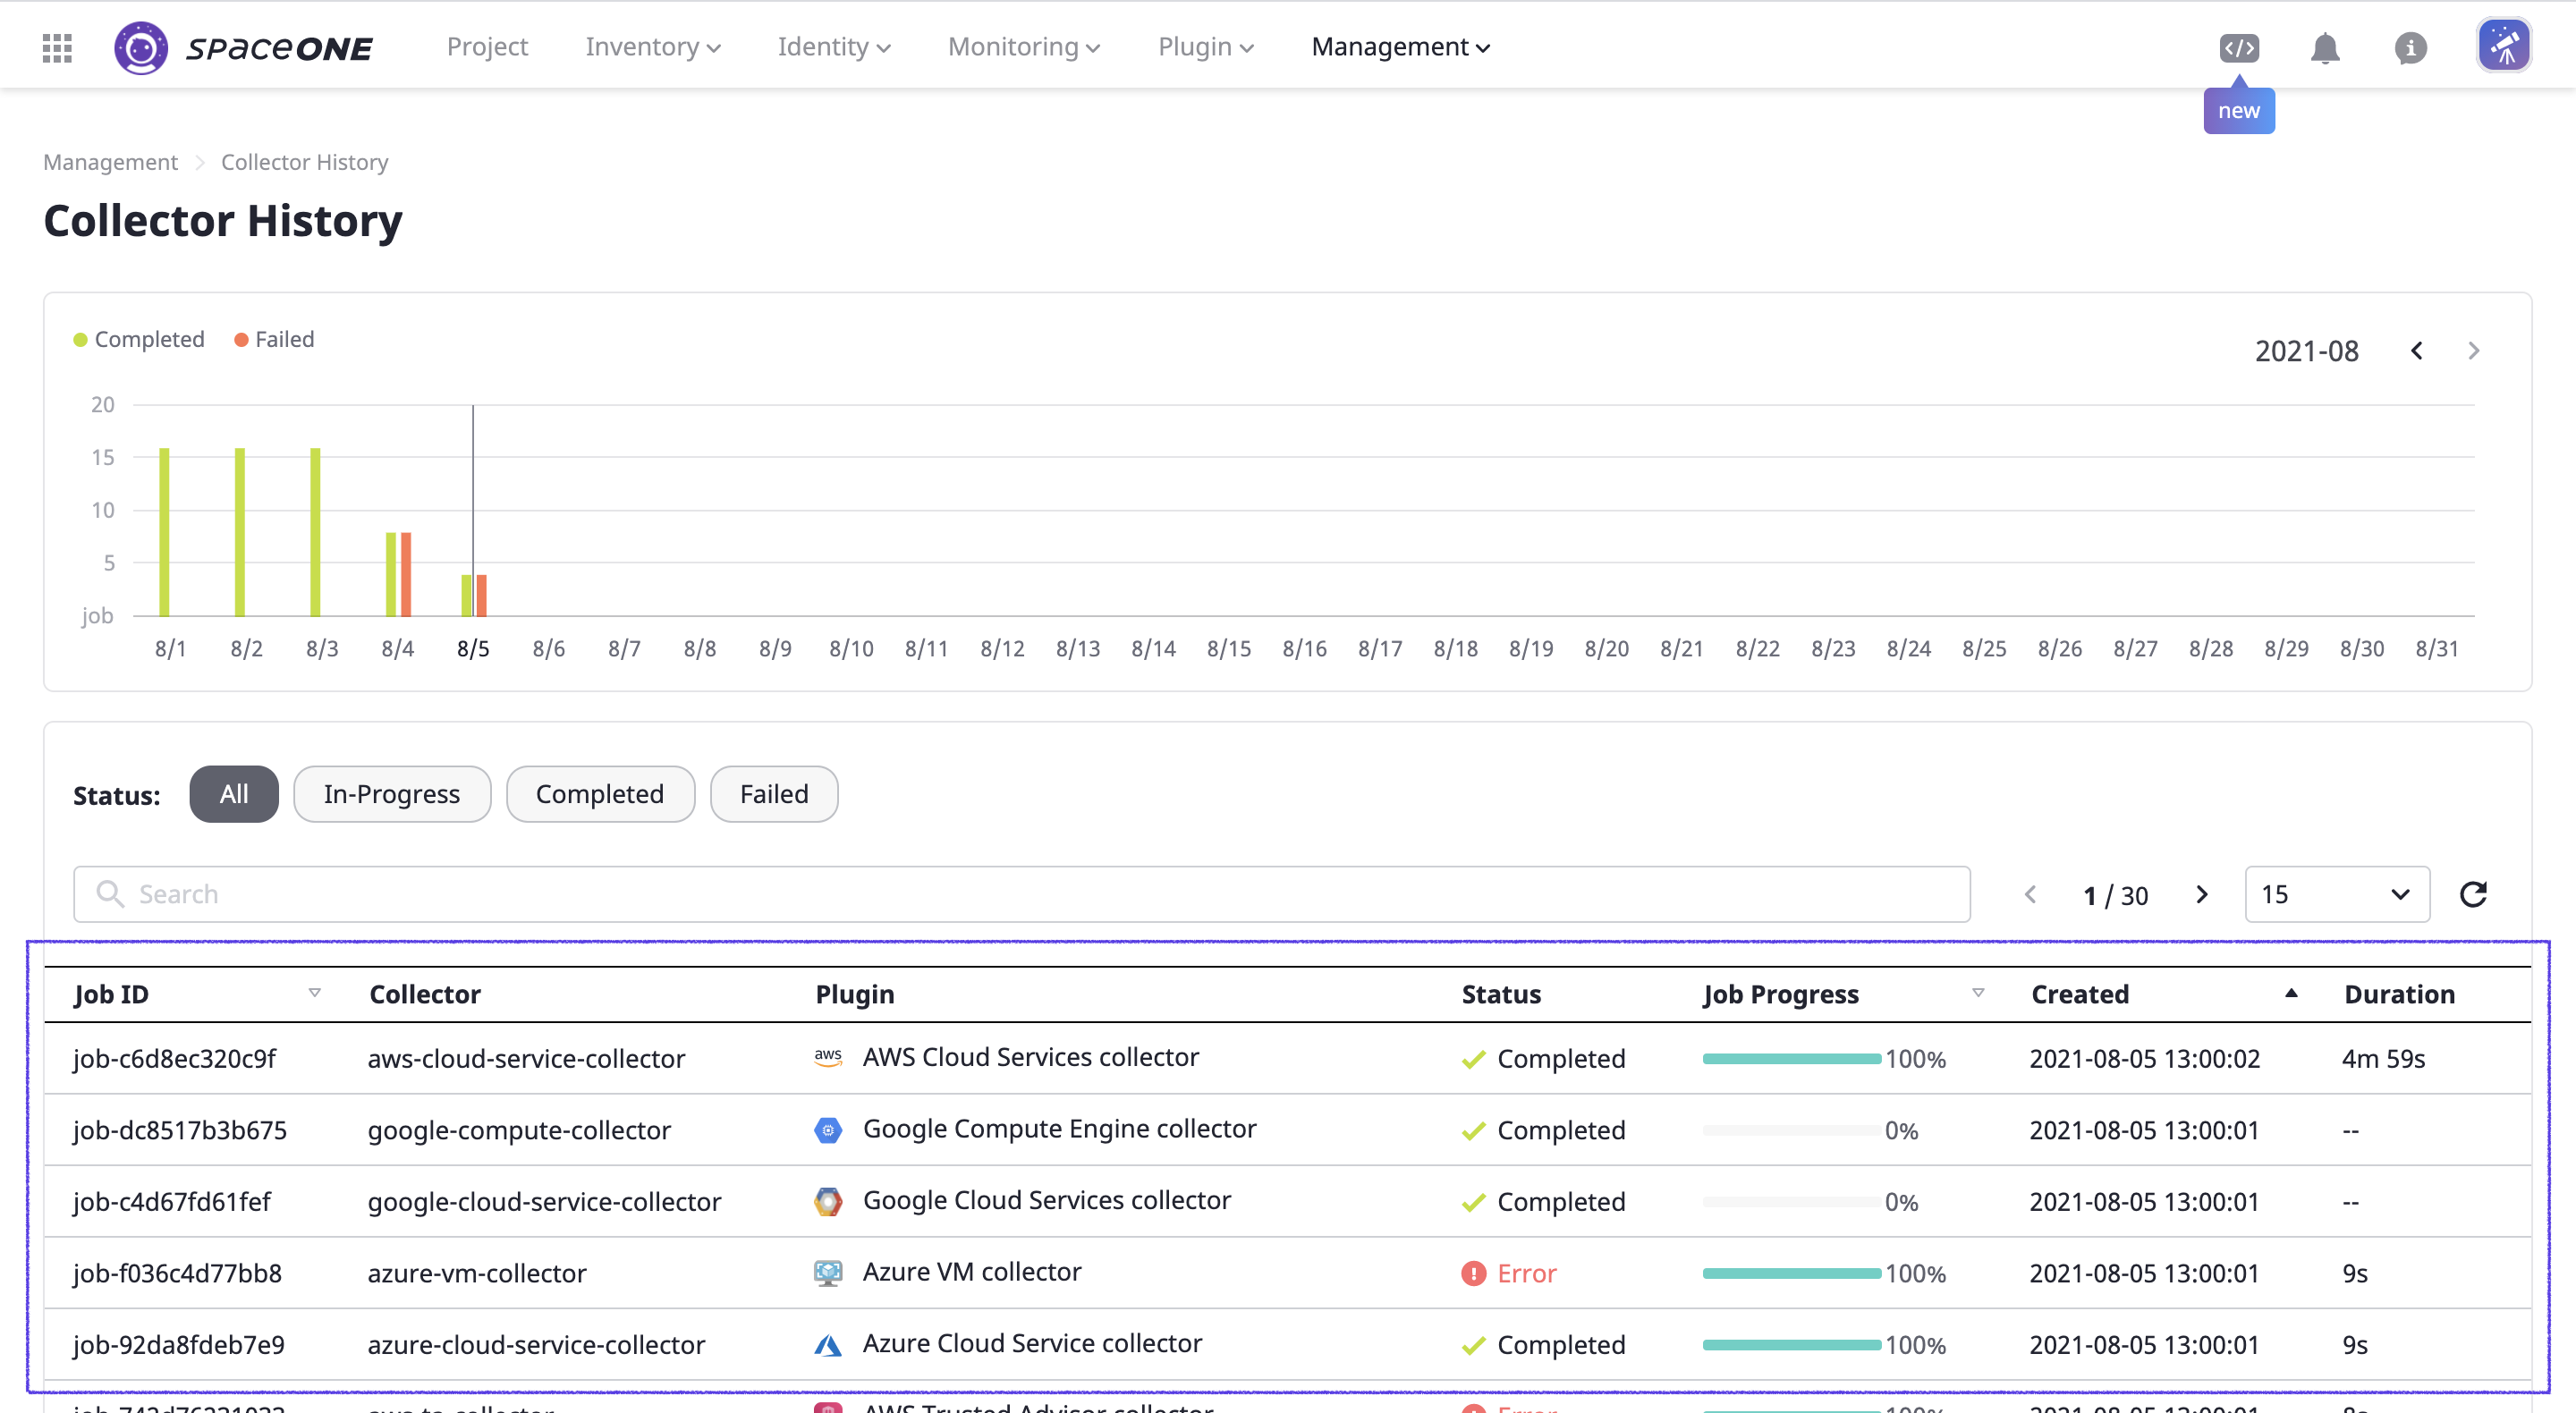 spaceONE Project Inventory Identity Monitoring Plugin Management
new
Management Collector History
Collector History
Completed Failed
2021-08
20
15
10
5
job
8/1 8/2 8/3 8/4 8/5 8/6 8/7 8/8 8/9 8/10 8/11 8/12 8/13 8/14 8/15 8/16 8/17 8/18 8/19 8/20 8/21 8/22 8/23 8/24 8/25 8/26 8/27 8/28 8/29 8/30 8/31
Status: All In-Progress Completed Failed
Search 1 / 30 15
Job ID Collector Plugin Status Job Progress Created Duration
job-c6d8ec320c9f aws-cloud-service-collector aws AWS Cloud Services collector Completed 100% 2021-08-05 13:00:02 4m 59s
job-dc8517b3b675 google-compute-collector Google Compute Engine collector Completed 0% 2021-08-05 13:00:01 --
job-c4d67fd61fef google-cloud-service-collector Google Cloud Services collector Completed 0% 2021-08-05 13:00:01 --
job-f036c4d77bb8 azure-vm-collector Azure VM collector Error 100% 2021-08-05 13:00:01 9s
job-92da8fdeb7e9 azure-cloud-service-collector Azure Cloud Service collector Completed 100% 2021-08-05 13:00:01 9s
AWS Trusted Advisor collector Error 100% 2021-08-05 13:00:01